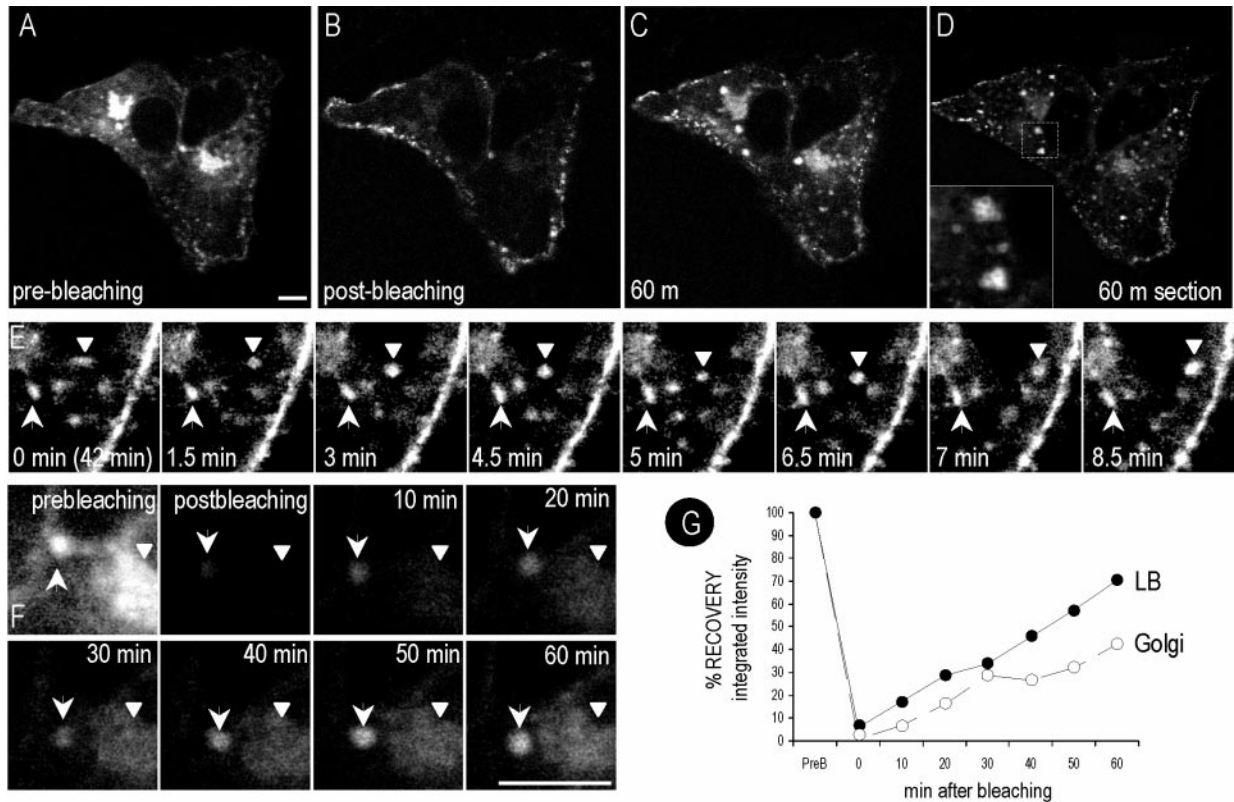 A
B
C
D
pre-bleaching
post-bleaching
60 m
60 m section
E
0 min (42min)
1.5 min
3 min
4.5 min
5 min
6.5 min
7 min
8.5 min
prebleaching
postbleaching
10 min
20 min
F
30 min
40 min
50 min
60 min
G
% RECOVERY
integrated intensity
100
90
80
70
60
50
40
30
20
10
0
LB
Golgi
PreB 0 10 20 30 40 50 60
min after bleaching